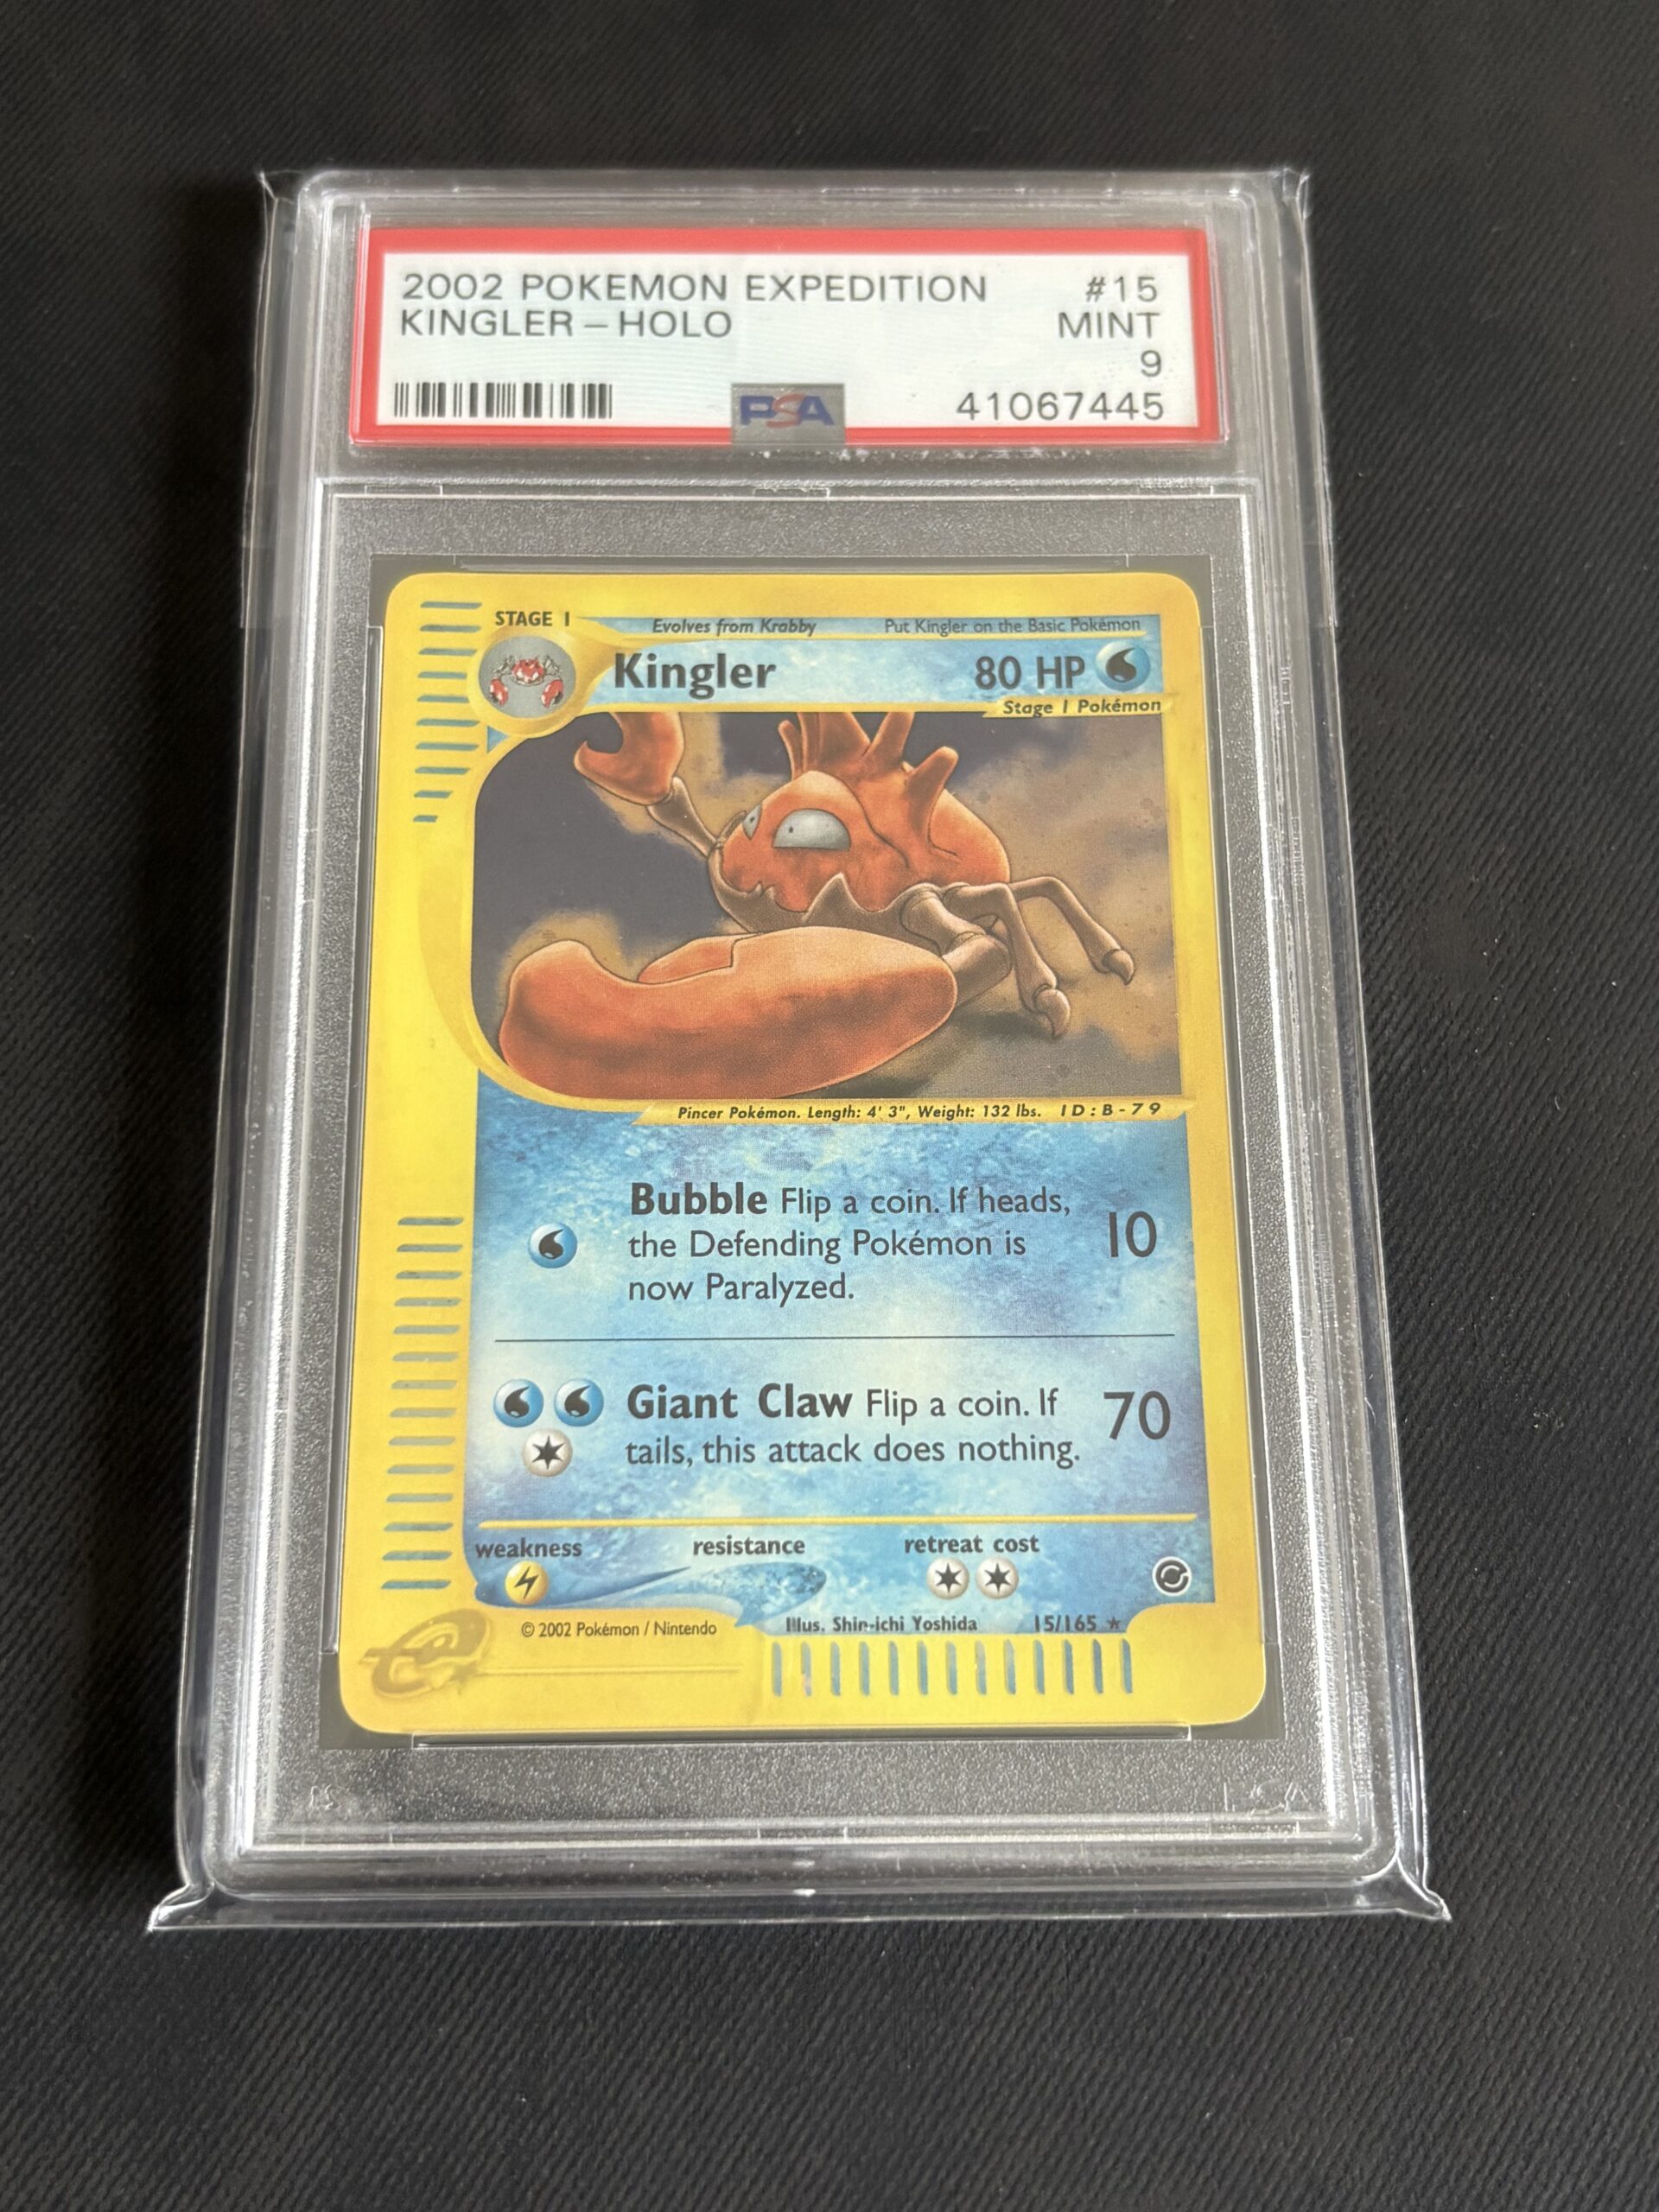 2002 POKEMON EXPEDITION #15
KINGLER – HOLO MINT
9
PSA 41067445
STAGE 1 Evolves from Krabby Put Kingler on the Basic Pokémon
Kingler 80 HP
Stage 1 Pokémon
Pincer Pokémon. Length: 4' 3", Weight: 132 lbs. ID:B-79
Bubble Flip a coin. If heads,
the Defending Pokémon is
now Paralyzed.
10
Giant Claw Flip a coin. If
tails, this attack does nothing.
70
weakness resistance retreat cost
© 2002 Pokémon / Nintendo Illus. Shin-ichi Yoshida 15/165 ★
e